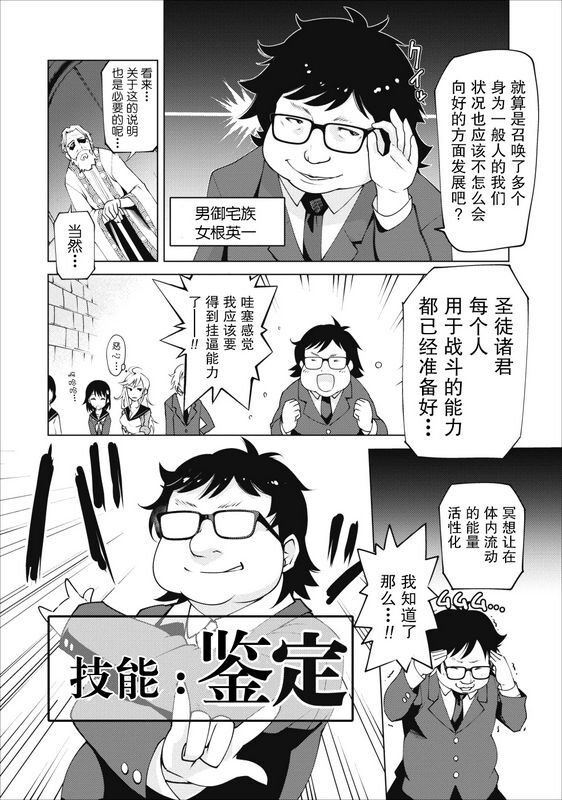 就算是召唤了多个
身为一般人的我们
状况也应该不怎么会
向好的方面发展吧?
クイッ
男御宅族
女根英一
看来…
关于这的说明
也是必要的呢…
当然…
圣徒诸君
每个人
用于战斗的能力
都已经准备好…
哇塞感觉
我应该要
得到挂逼能力
了——!!
恶心…
冥想让在
体内流动
的能量
活性化
ムムム…
我知道了
那么…!!
技能:鉴定